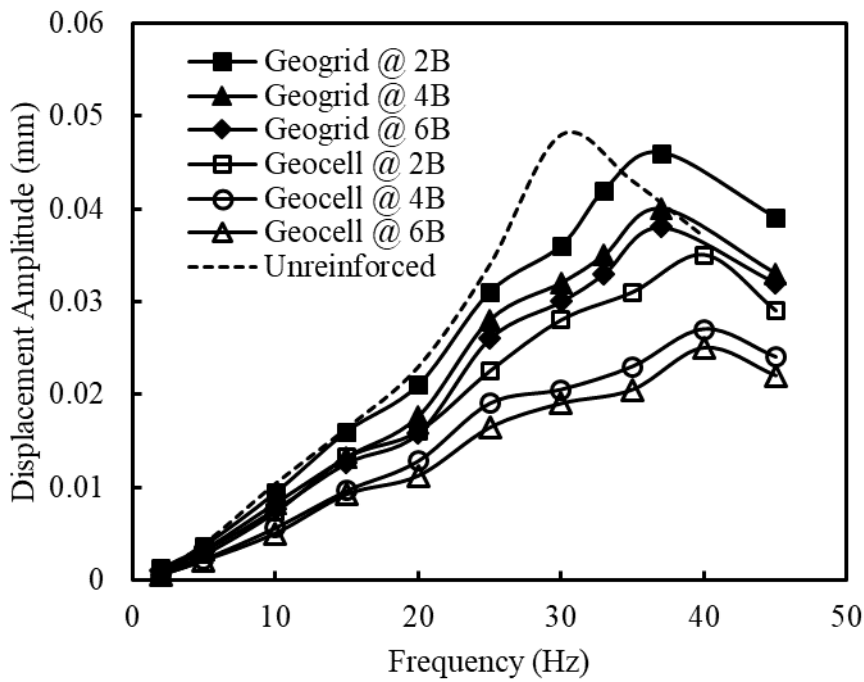 0.06
0.05
0.04
0.03
0.02
0.01
0
Displacement Amplitude (mm)
Geogrid @ 2B
Geogrid @ 4B
Geogrid @ 6B
Geocell @ 2B
Geocell @ 4B
Geocell @ 6B
Unreinforced
0 10 20 30 40 50
Frequency (Hz)